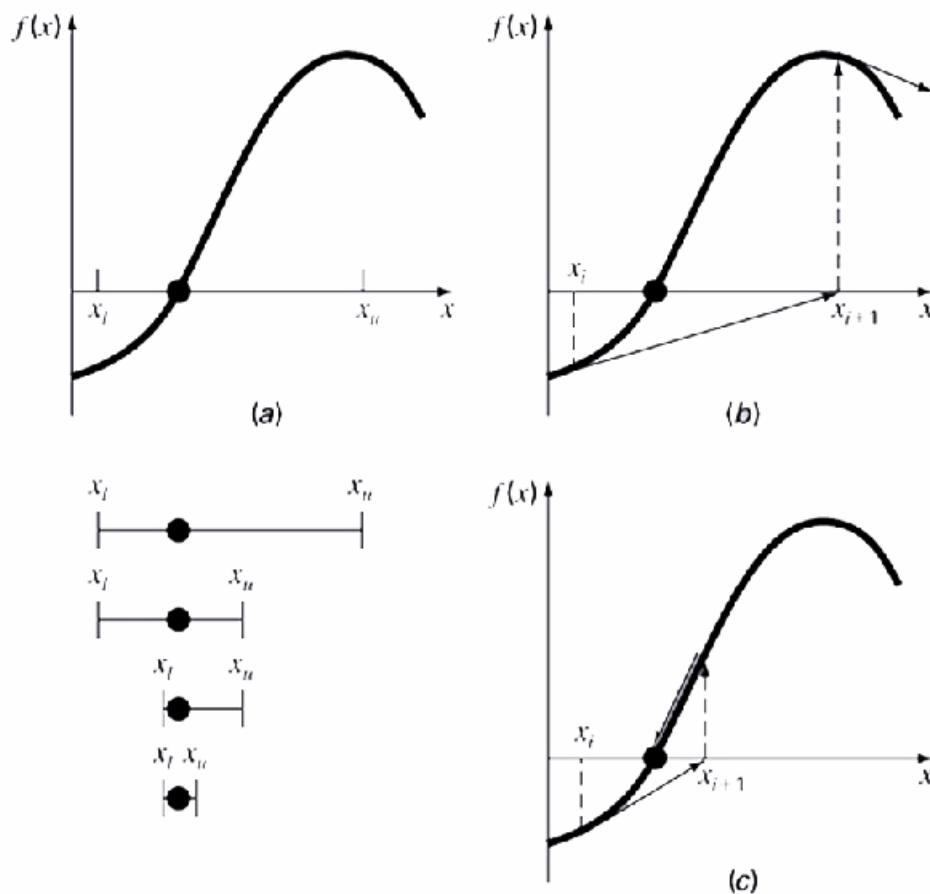 f(x)
x_l
x_u
x
(a)
f(x)
x_i
x_{i+1}
x
(b)
x_l x_u
x_l x_u
x_l x_u
x_l x_u
f(x)
x_i
x_{i+1}
x
(c)